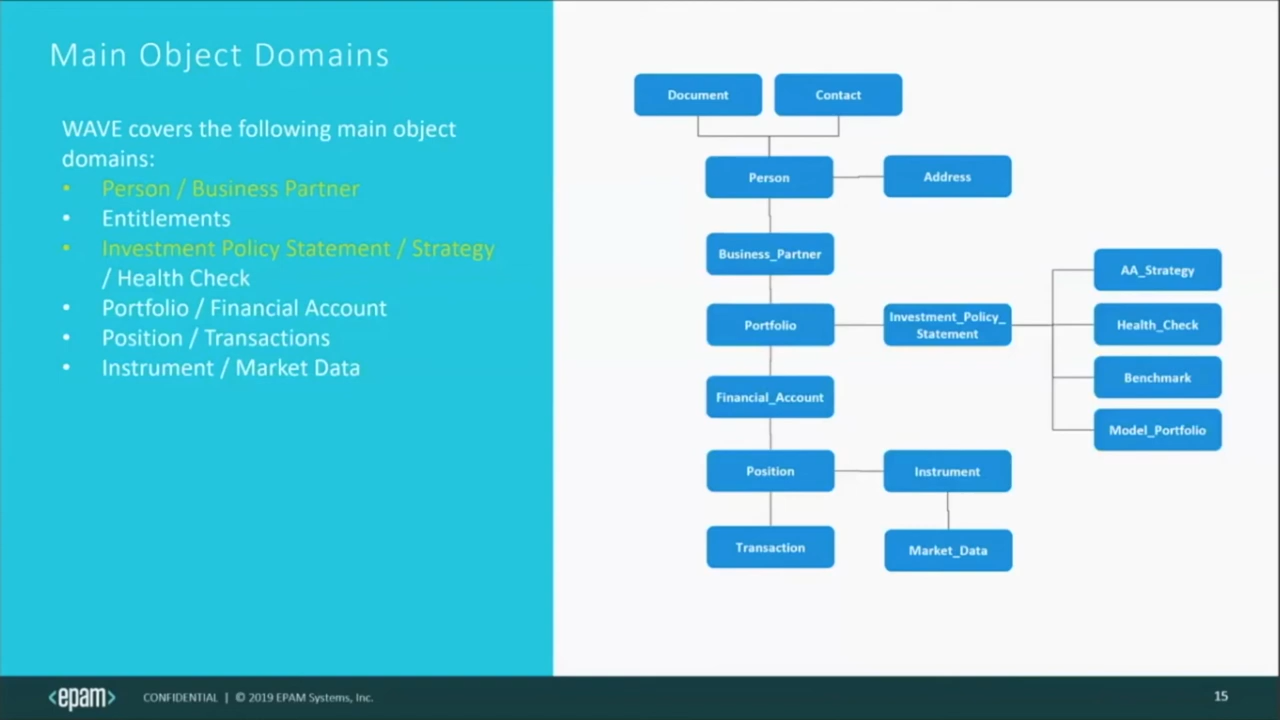 Main Object Domains
WAVE covers the following main object
domains:
• Person / Business Partner
• Entitlements
• Investment Policy Statement / Strategy
/ Health Check
• Portfolio / Financial Account
• Position / Transactions
• Instrument / Market Data
Document
Contact
Person
Address
Business_Partner
Portfolio
Investment_Policy_
Statement
AA_Strategy
Health_Check
Benchmark
Model_Portfolio
Financial_Account
Position
Instrument
Transaction
Market_Data
<epam>
CONFIDENTIAL | © 2019 EPAM Systems, Inc.
15